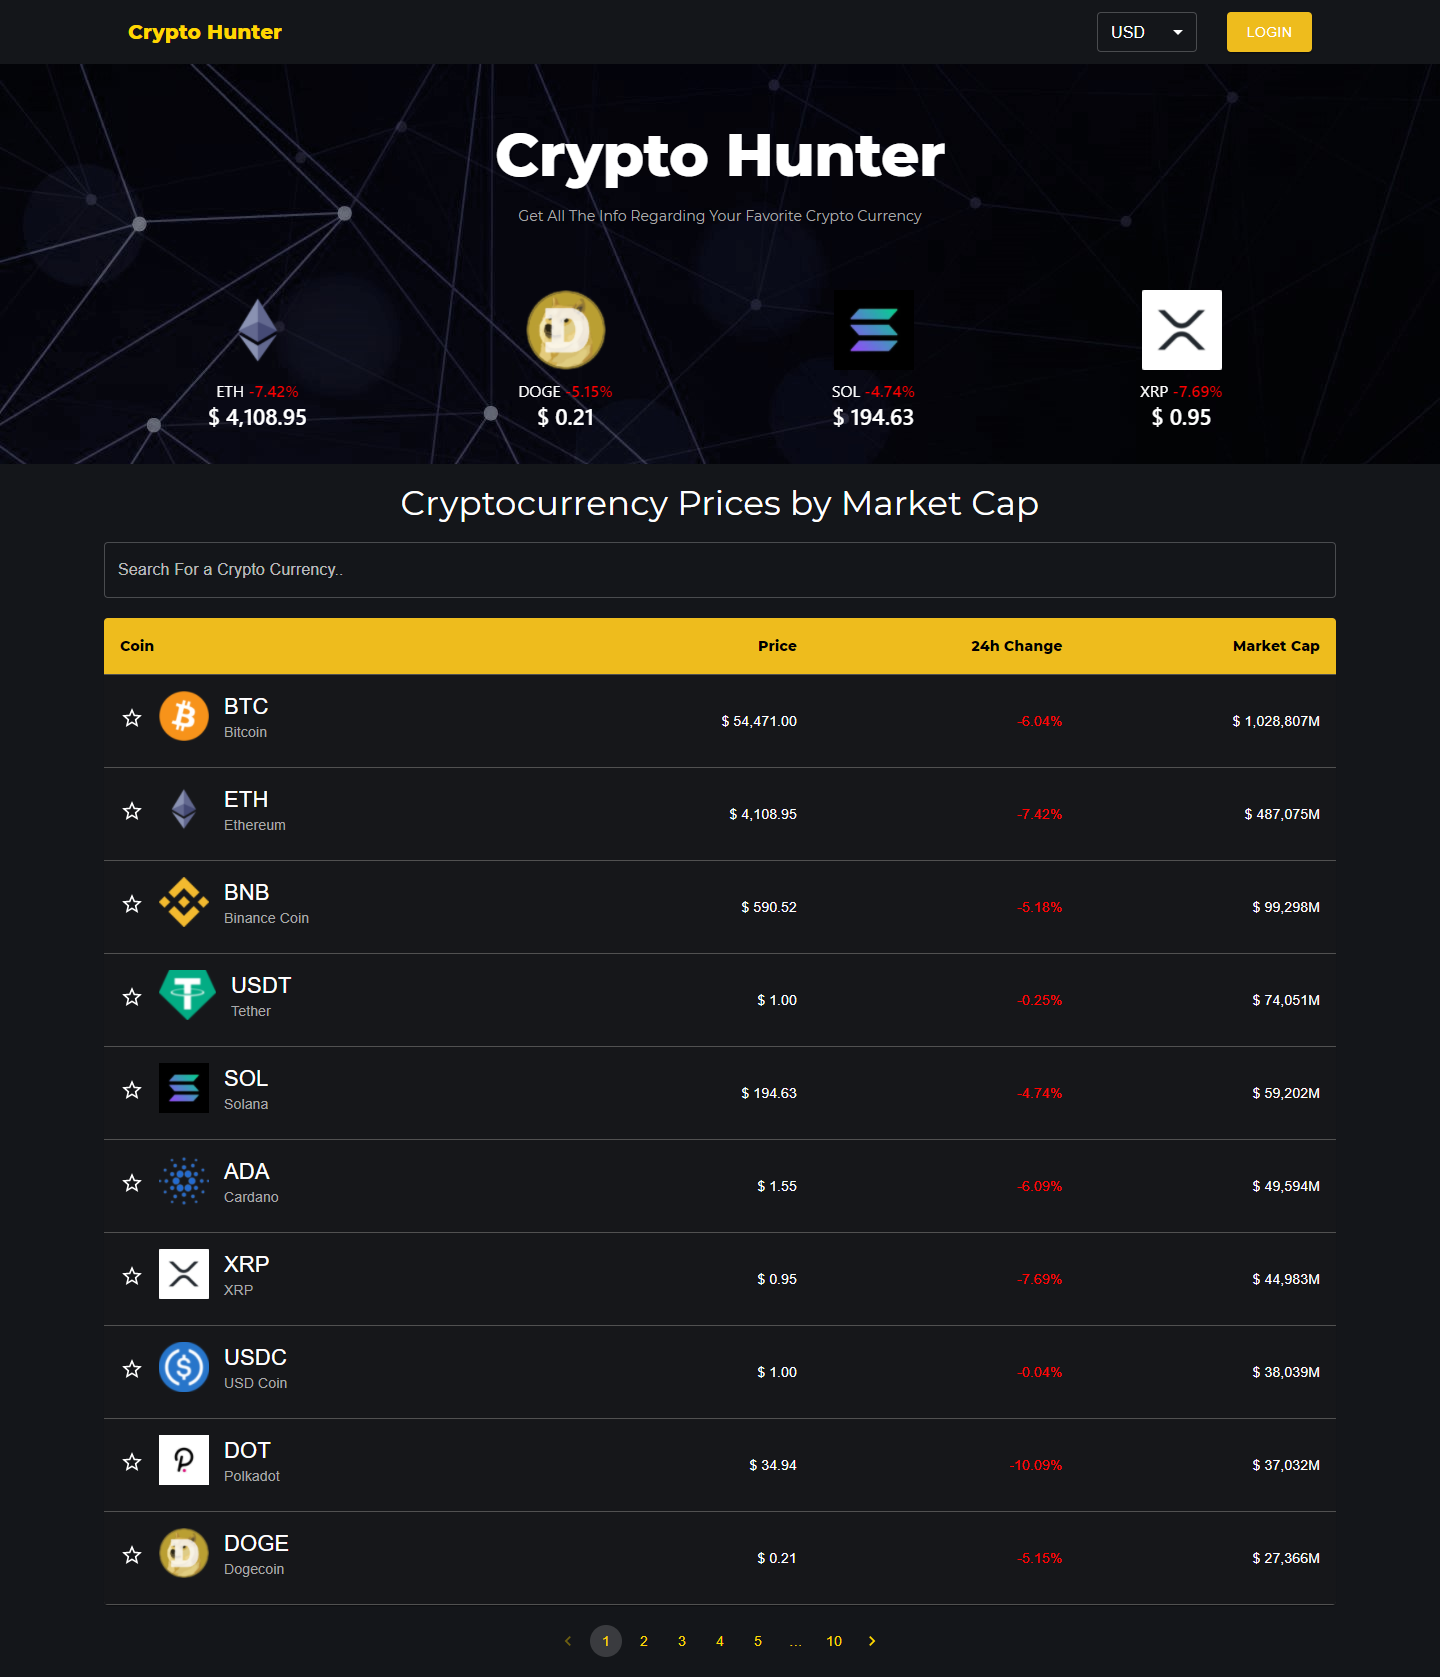 Crypto Hunter
USD
LOGIN
Crypto Hunter
Get All The Info Regarding Your Favorite Crypto Currency
ETH -7.42%
$ 4,108.95
DOGE -5.15%
$ 0.21
SOL -4.74%
$ 194.63
XRP -7.69%
$ 0.95
Cryptocurrency Prices by Market Cap
Search For a Crypto Currency..
Coin Price 24h Change Market Cap
BTC
Bitcoin
$ 54,471.00 -6.04% $ 1,028,807M
ETH
Ethereum
$ 4,108.95 -7.42% $ 487,075M
BNB
Binance Coin
$ 590.52 -5.18% $ 99,298M
USDT
Tether
$ 1.00 -0.25% $ 74,051M
SOL
Solana
$ 194.63 -4.74% $ 59,202M
ADA
Cardano
$ 1.55 -6.09% $ 49,594M
XRP
XRP
$ 0.95 -7.69% $ 44,983M
USDC
USD Coin
$ 1.00 -0.04% $ 38,039M
DOT
Polkadot
$ 34.94 -10.09% $ 37,032M
DOGE
Dogecoin
$ 0.21 -5.15% $ 27,366M
1 2 3 4 5 ... 10